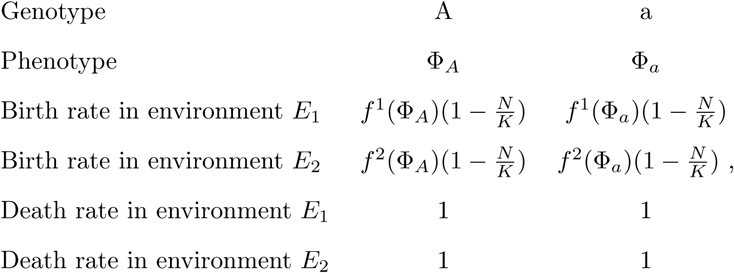 Genotype A a
Phenotype Φ_A Φ_a
Birth rate in environment E_1 f^1(Φ_A)(1 − N/K) f^1(Φ_a)(1 − N/K)
Birth rate in environment E_2 f^2(Φ_A)(1 − N/K) f^2(Φ_a)(1 − N/K) ,
Death rate in environment E_1 1 1
Death rate in environment E_2 1 1